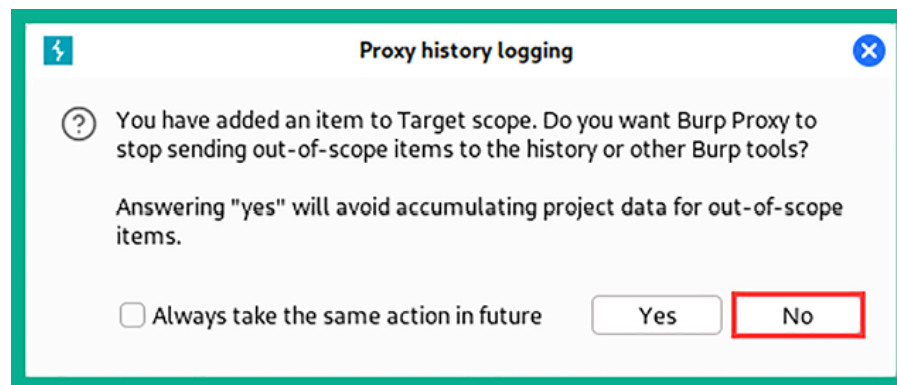 Proxy history logging
You have added an item to Target scope. Do you want Burp Proxy to
stop sending out-of-scope items to the history or other Burp tools?
Answering "yes" will avoid accumulating project data for out-of-scope
items.
Always take the same action in future
Yes
No